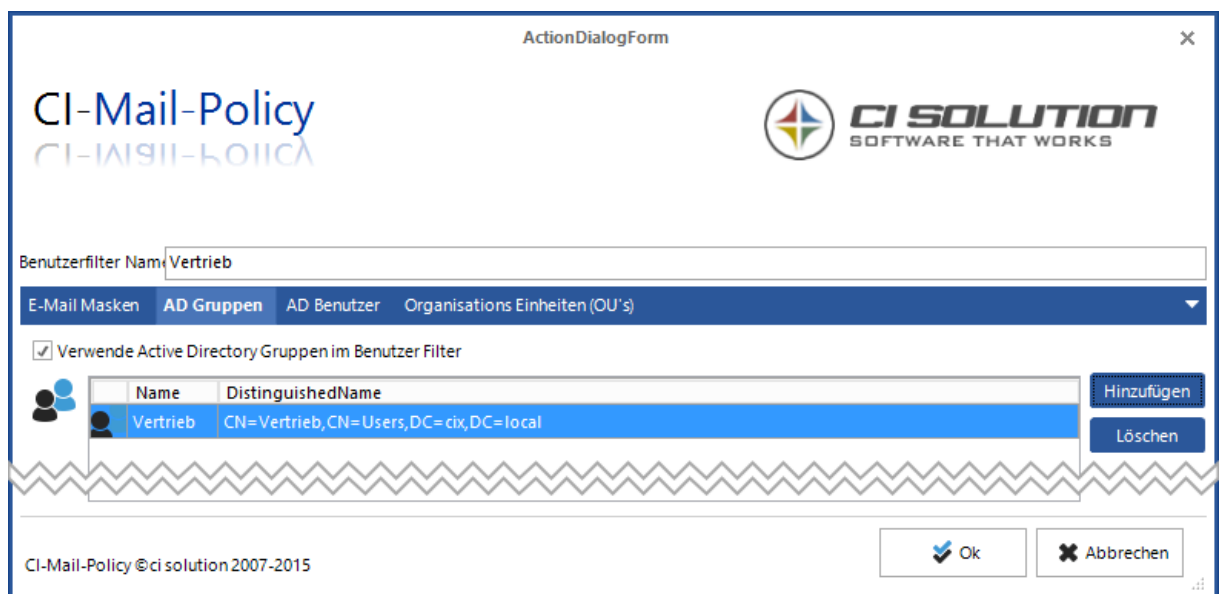 ActionDialogForm
CI-Mail-Policy
CI SOLUTION
SOFTWARE THAT WORKS
Benutzerfilter Name Vertrieb
E-Mail Masken AD Gruppen AD Benutzer Organisations Einheiten (OU's)
Verwende Active Directory Gruppen im Benutzer Filter
Name DistinguishedName
Hinzufügen
Vertrieb CN=Vertrieb,CN=Users,DC=cix,DC=local
Löschen
Ok Abbrechen
CI-Mail-Policy ©ci solution 2007-2015